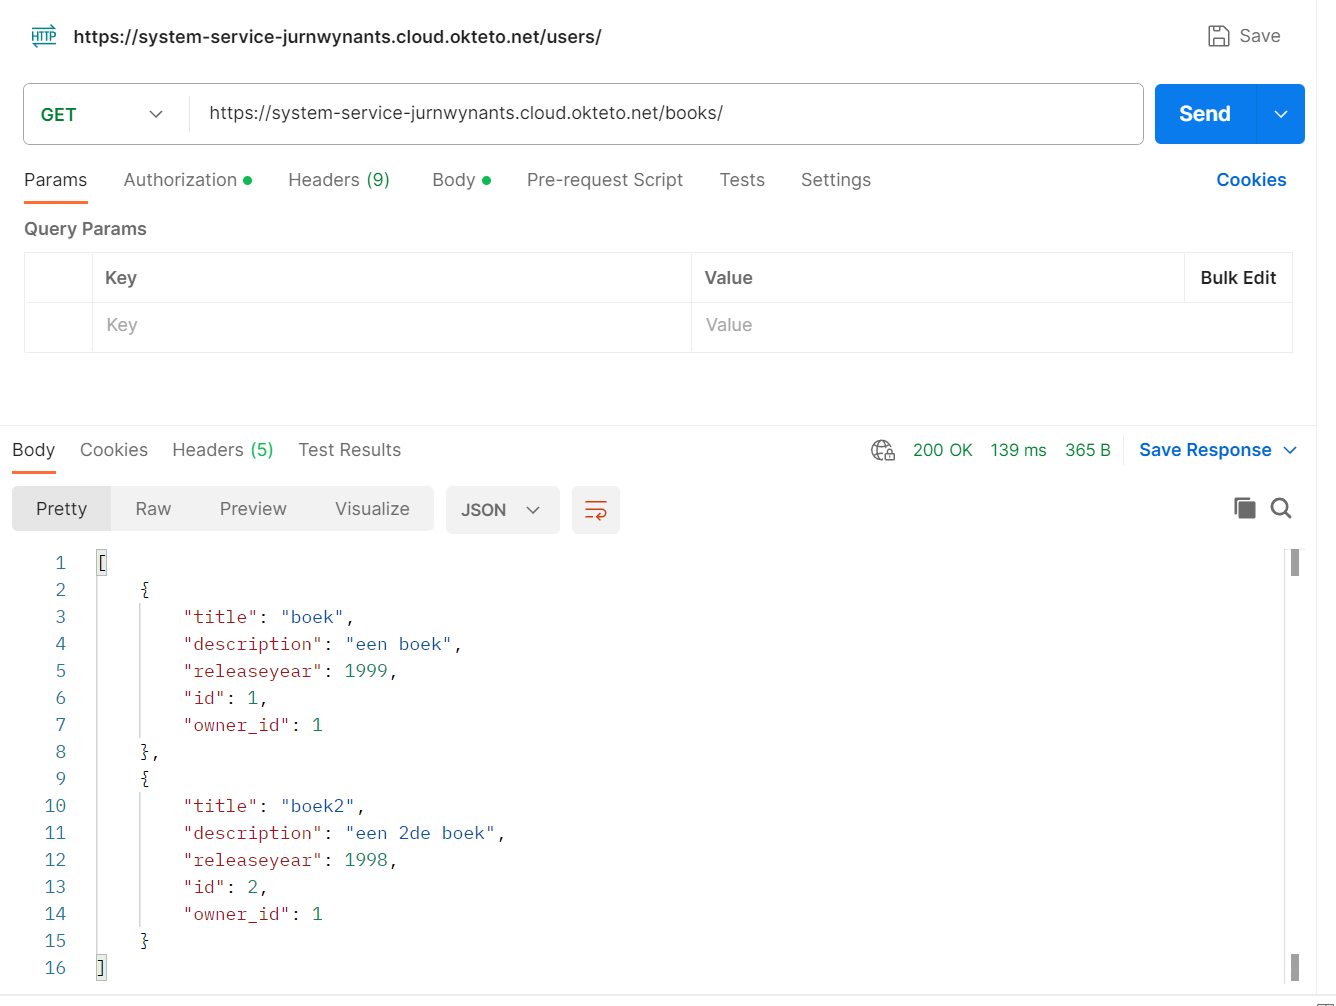 HTTP https://system-service-jurnwynants.cloud.okteto.net/users/ Save
GET https://system-service-jurnwynants.cloud.okteto.net/books/ Send
Params Authorization Headers (9) Body Pre-request Script Tests Settings Cookies
Query Params
Key Value Bulk Edit
Key Value
Body Cookies Headers (5) Test Results 200 OK 139 ms 365 B Save Response
Pretty Raw Preview Visualize JSON
1 [
2 {
3 "title": "boek",
4 "description": "een boek",
5 "releaseyear": 1999,
6 "id": 1,
7 "owner_id": 1
8 },
9 {
10 "title": "boek2",
11 "description": "een 2de boek",
12 "releaseyear": 1998,
13 "id": 2,
14 "owner_id": 1
15 }
16 ]